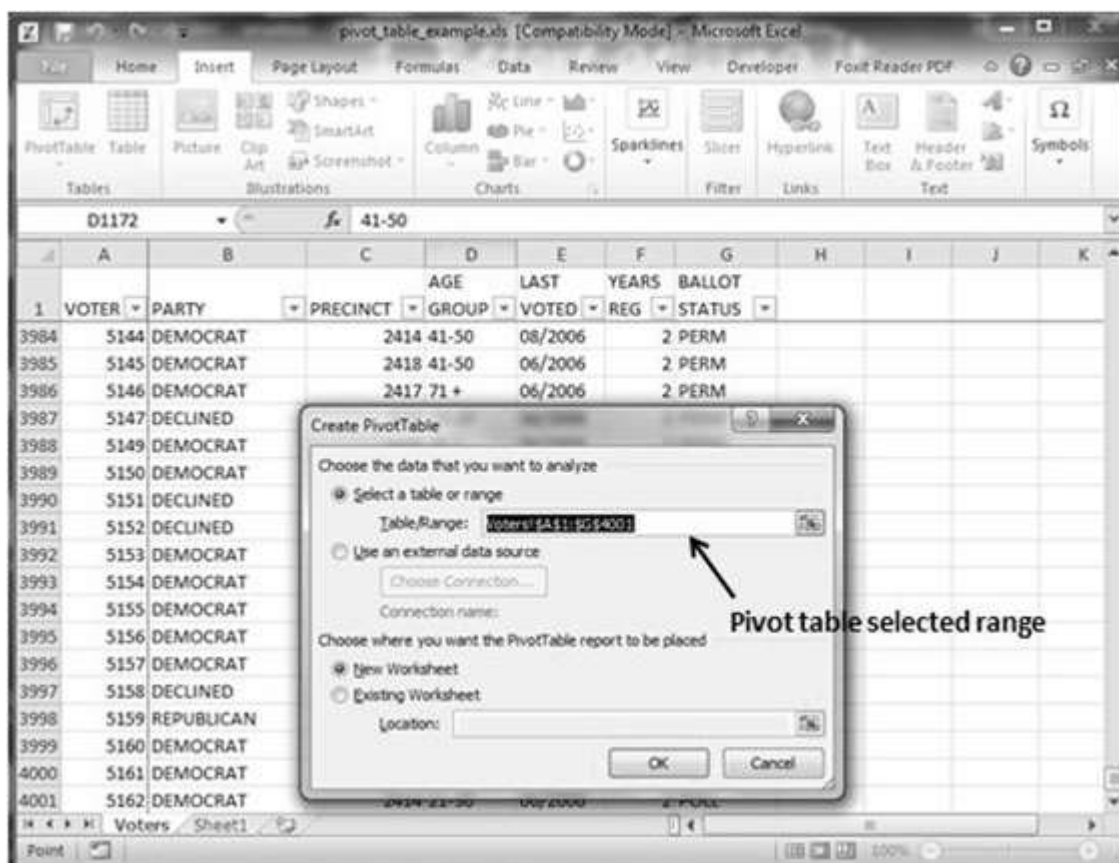 pivot_table_example.xls [Compatibility Mode] - Microsoft Excel
Home Insert Page Layout Formulas Data Review View Developer Foxit Reader PDF
PivotTable Table Picture Clip Art Shapes SmartArt Screenshot Column Line Pie Bar Sparklines Slicer Hyperlink Text Box Header & Footer Symbols
Tables Illustrations Charts Filter Links Text
D1172 fx 41-50
A B C D E F G H I J K
AGE LAST YEARS BALLOT
1 VOTER PARTY PRECINCT GROUP VOTED REG STATUS
3984 5144 DEMOCRAT 2414 41-50 08/2006 2 PERM
3985 5145 DEMOCRAT 2418 41-50 06/2006 2 PERM
3986 5146 DEMOCRAT 2417 71 + 06/2006 2 PERM
3987 5147 DECLINED
3988 5149 DEMOCRAT
3989 5150 DEMOCRAT
3990 5151 DECLINED
3991 5152 DECLINED
3992 5153 DEMOCRAT
3993 5154 DEMOCRAT
3994 5155 DEMOCRAT
3995 5156 DEMOCRAT
3996 5157 DEMOCRAT
3997 5158 DECLINED
3998 5159 REPUBLICAN
3999 5160 DEMOCRAT
4000 5161 DEMOCRAT
4001 5162 DEMOCRAT
Create PivotTable
Choose the data that you want to analyze
Select a table or range
Table/Range: Voters!$A$1:$G$4001
Use an external data source
Choose Connection...
Connection name:
Pivot table selected range
Choose where you want the PivotTable report to be placed
New Worksheet
Existing Worksheet
Location:
OK Cancel
Voters Sheet1
Point 100%